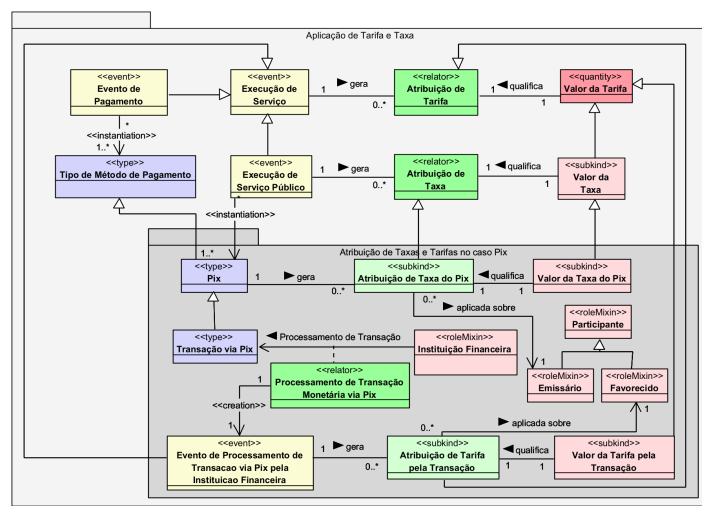 Aplicação de Tarifa e Taxa
<<event>>
Evento de
Pagamento
<<event>>
Execução de
Serviço
1
gera
0..*
<<relator>>
Atribuição de
Tarifa
1
qualifica
1
<<quantity>>
Valor da Tarifa
*
<<instantiation>>
1..*
<<type>>
Tipo de Método de Pagamento
<<event>>
Execução de
Serviço Público
1
gera
0..*
<<relator>>
Atribuição de
Taxa
1
qualifica
1
<<subkind>>
Valor da
Taxa
*
<<instantiation>>
1..*
Atribuição de Taxas e Tarifas no caso Pix
<<type>>
Pix
1
gera
0..*
<<subkind>>
Atribuição de Taxa do Pix
1
qualifica
1
<<subkind>>
Valor da Taxa do Pix
0..*
aplicada sobre
1
<<roleMixin>>
Participante
<<type>>
Transação via Pix
Processamento de Transação
<<roleMixin>>
Instituição Financeira
<<relator>>
Processamento de Transação
Monetária via Pix
<<roleMixin>>
Emissário
<<roleMixin>>
Favorecido
1
<<creation>>
1
0..*
aplicada sobre
1
<<event>>
Evento de Processamento de
Transacao via Pix pela
Instituicao Financeira
1
gera
0..*
<<subkind>>
Atribuição de Tarifa
pela Transação
1
qualifica
1
<<subkind>>
Valor da Tarifa pela
Transação